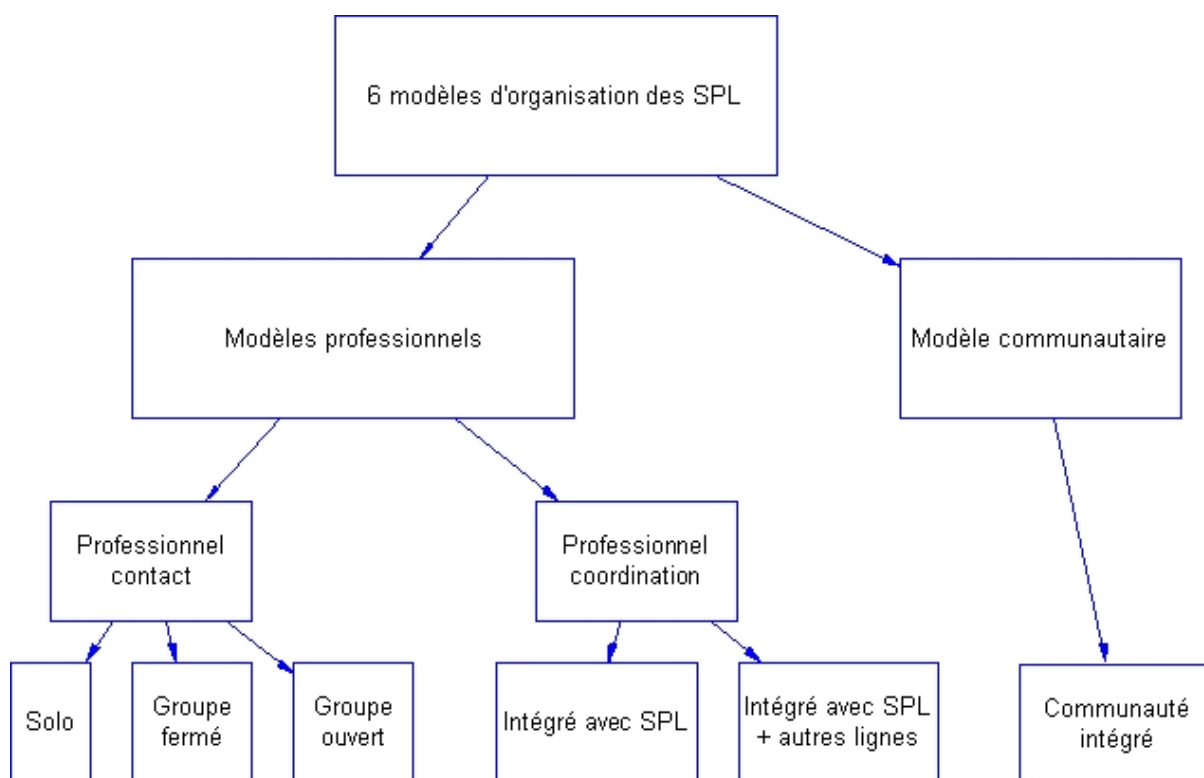 6 modèles d'organisation des SPL
Modèles professionnels
Modèle communautaire
Professionnel
contact
Professionnel
coordination
Solo
Groupe
fermé
Groupe
ouvert
Intégré avec SPL
Intégré avec SPL
+ autres lignes
Communauté
intégré